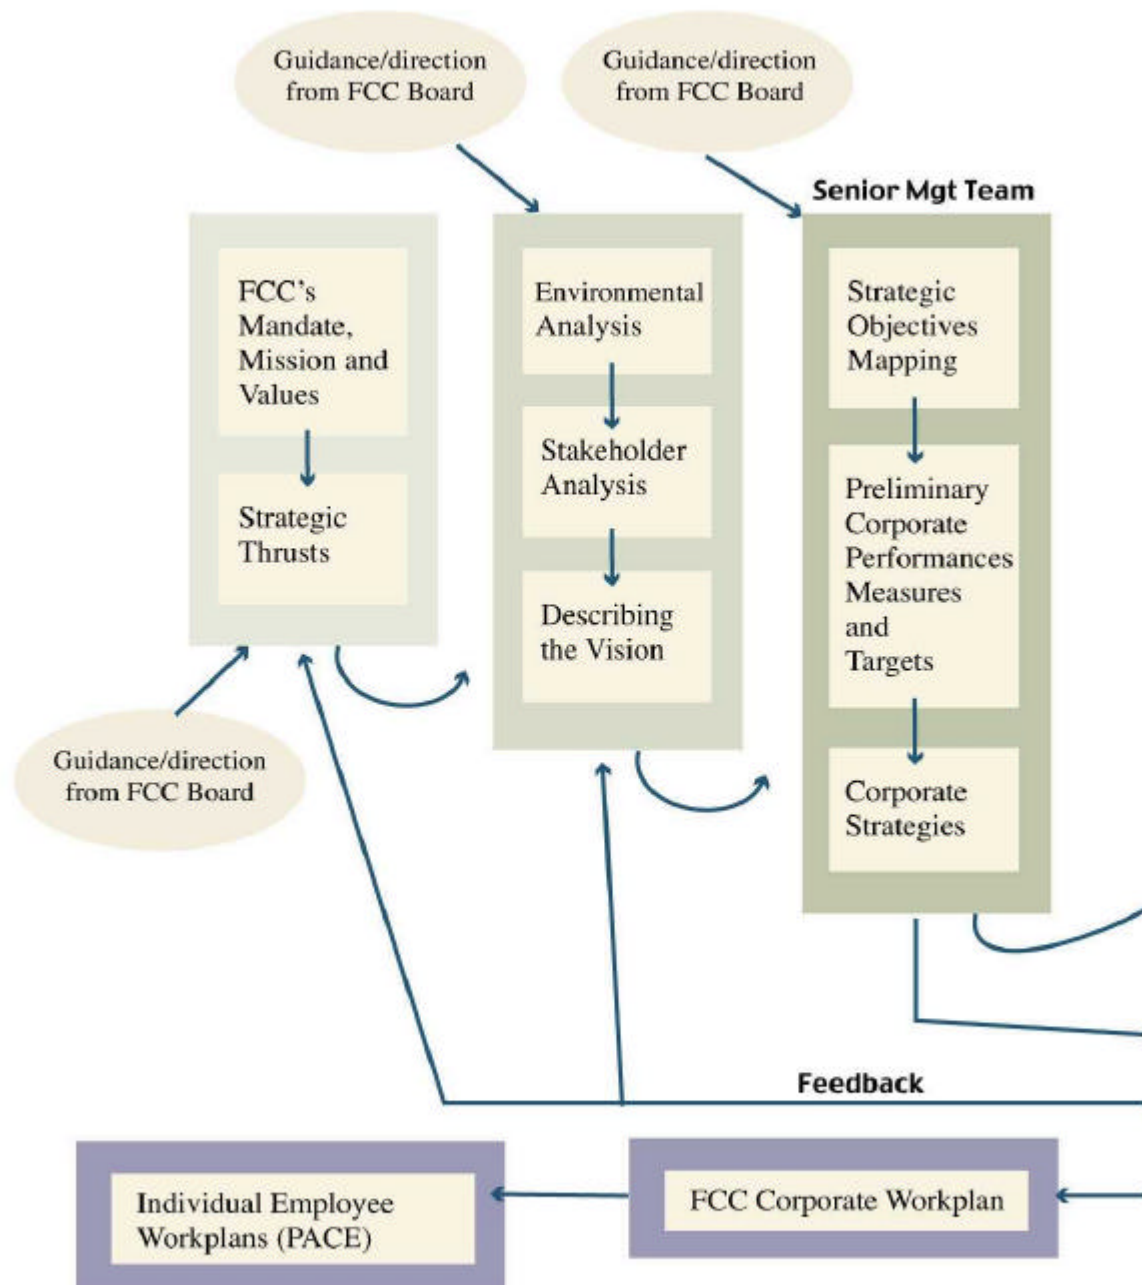 Guidance/direction
from FCC Board
Guidance/direction
from FCC Board
Senior Mgt Team
FCC's
Mandate,
Mission and
Values
Strategic
Thrusts
Guidance/direction
from FCC Board
Environmental
Analysis
Stakeholder
Analysis
Describing
the Vision
Strategic
Objectives
Mapping
Preliminary
Corporate
Performances
Measures
and
Targets
Corporate
Strategies
Feedback
Individual Employee
Workplans (PACE)
FCC Corporate Workplan